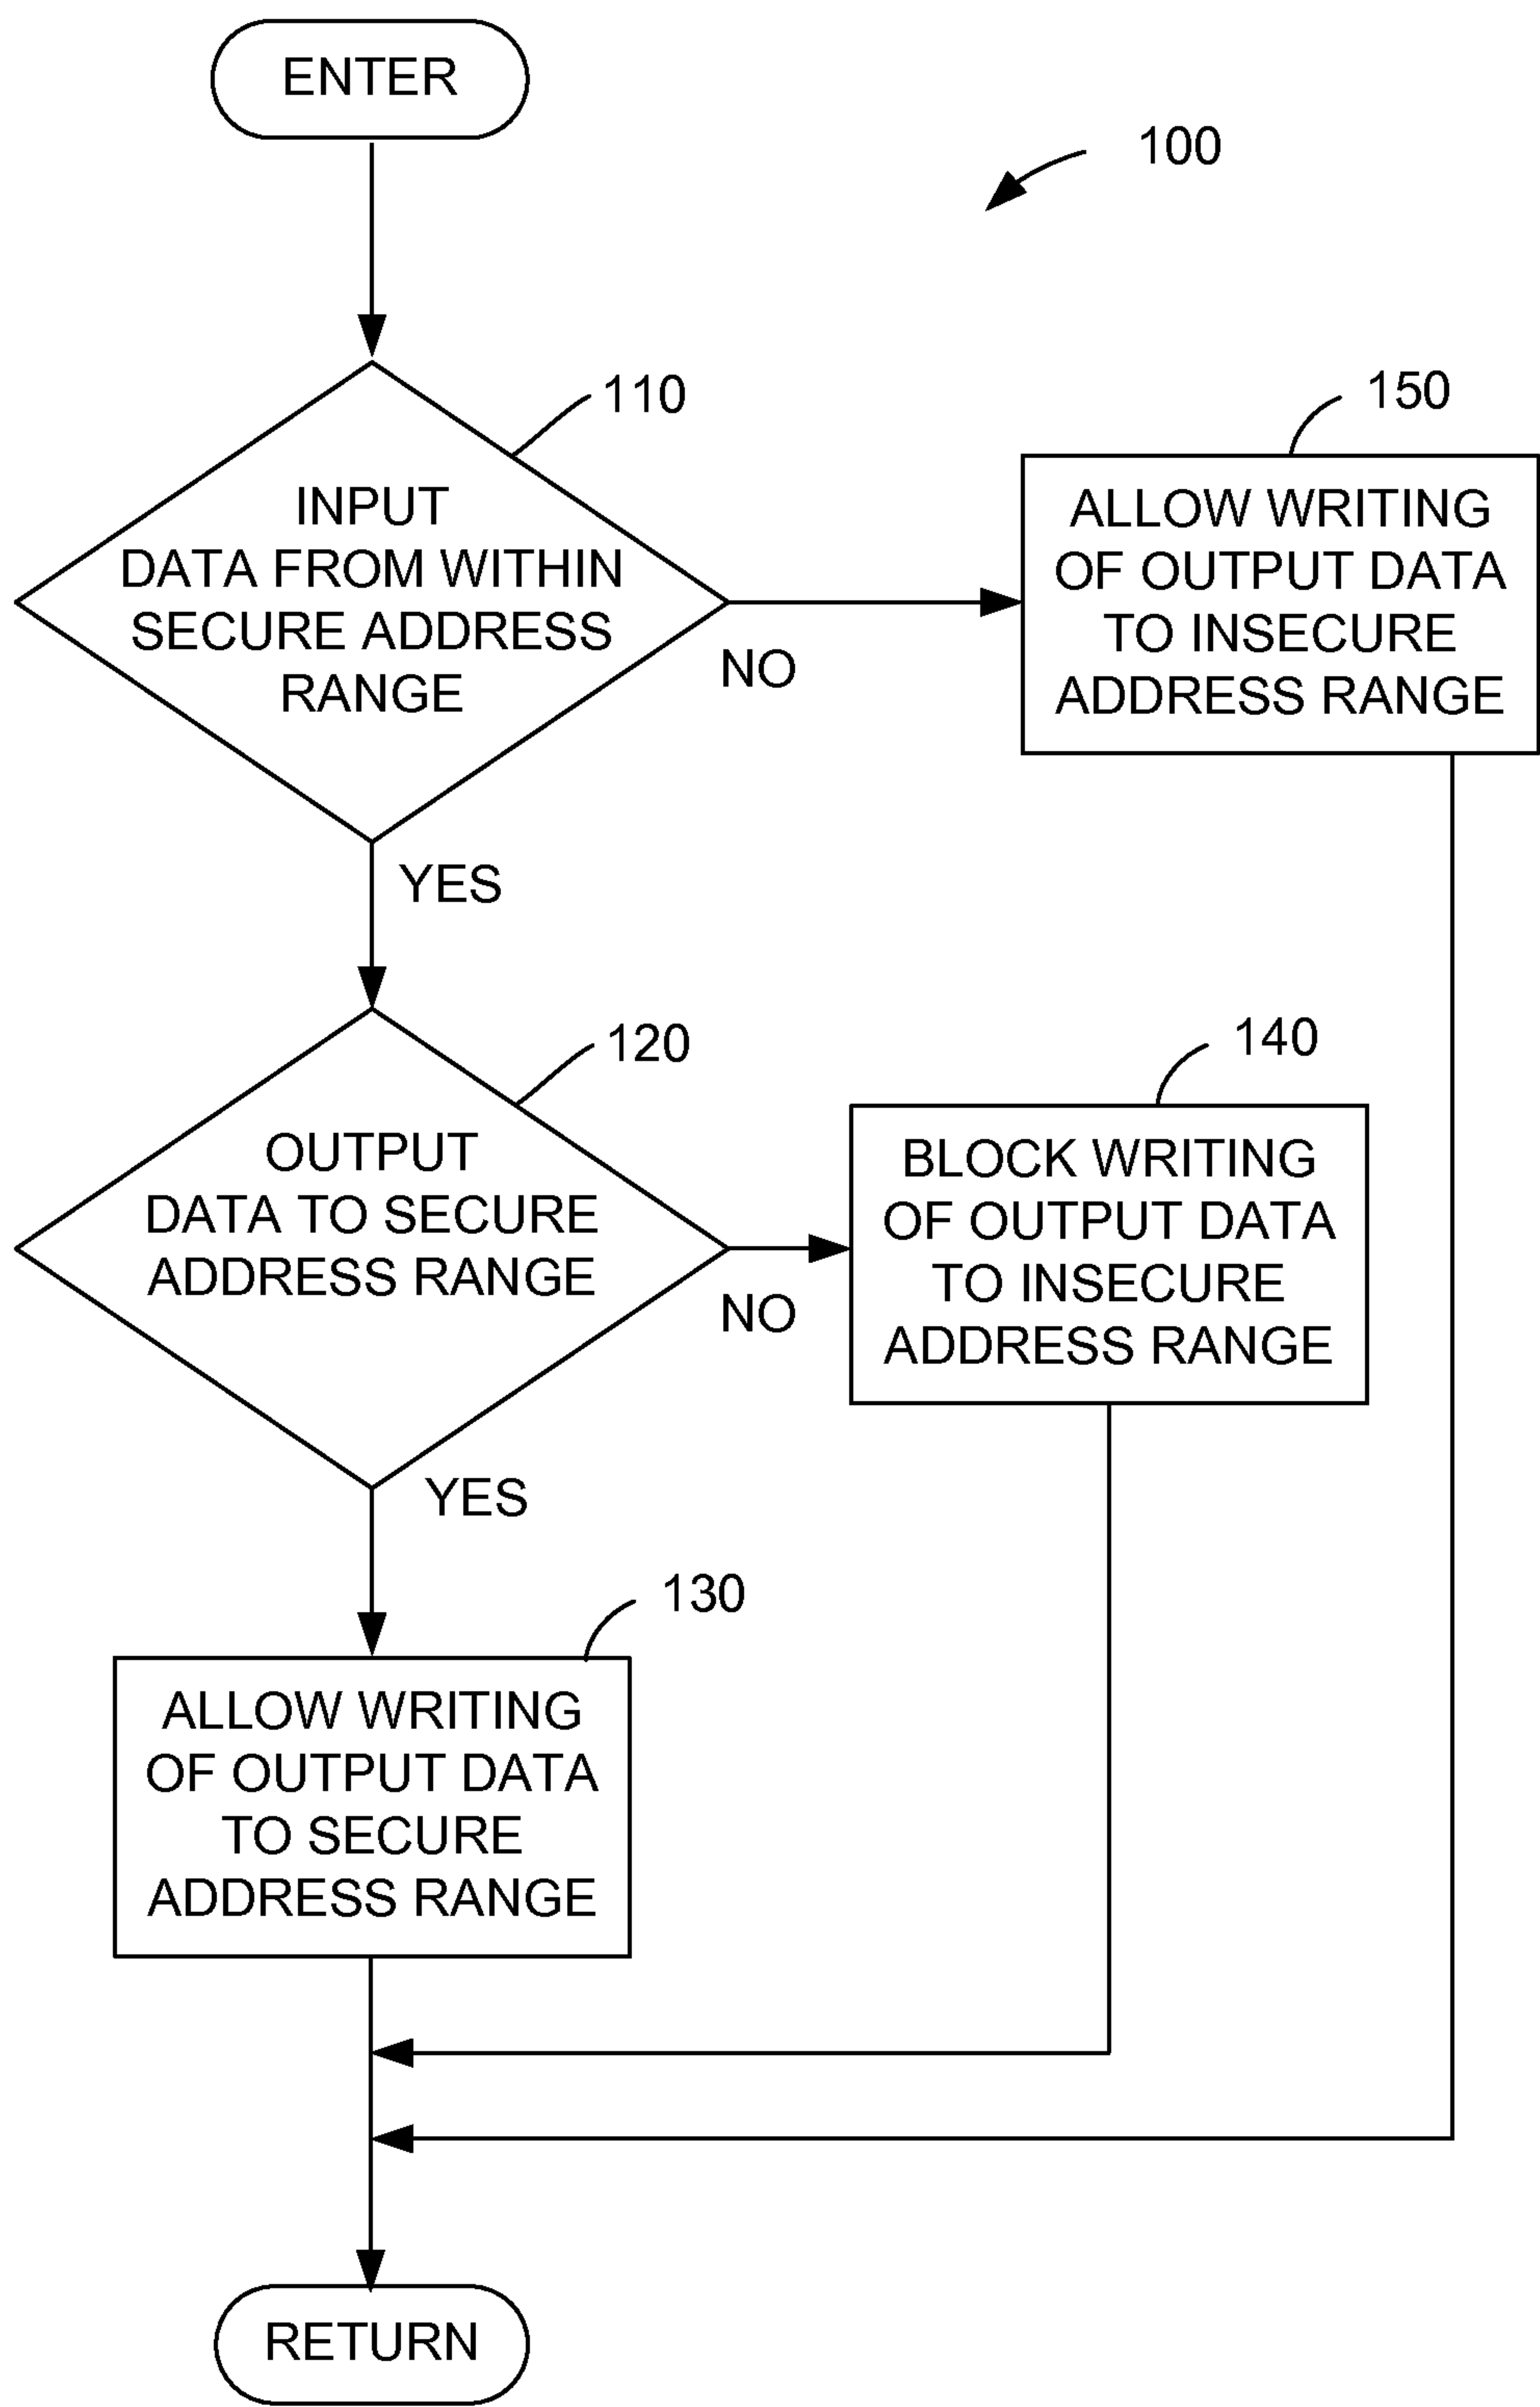 ENTER
100
110
INPUT
DATA FROM WITHIN
SECURE ADDRESS
RANGE
NO
YES
150
ALLOW WRITING
OF OUTPUT DATA
TO INSECURE
ADDRESS RANGE
120
OUTPUT
DATA TO SECURE
ADDRESS RANGE
NO
YES
140
BLOCK WRITING
OF OUTPUT DATA
TO INSECURE
ADDRESS RANGE
130
ALLOW WRITING
OF OUTPUT DATA
TO SECURE
ADDRESS RANGE
RETURN